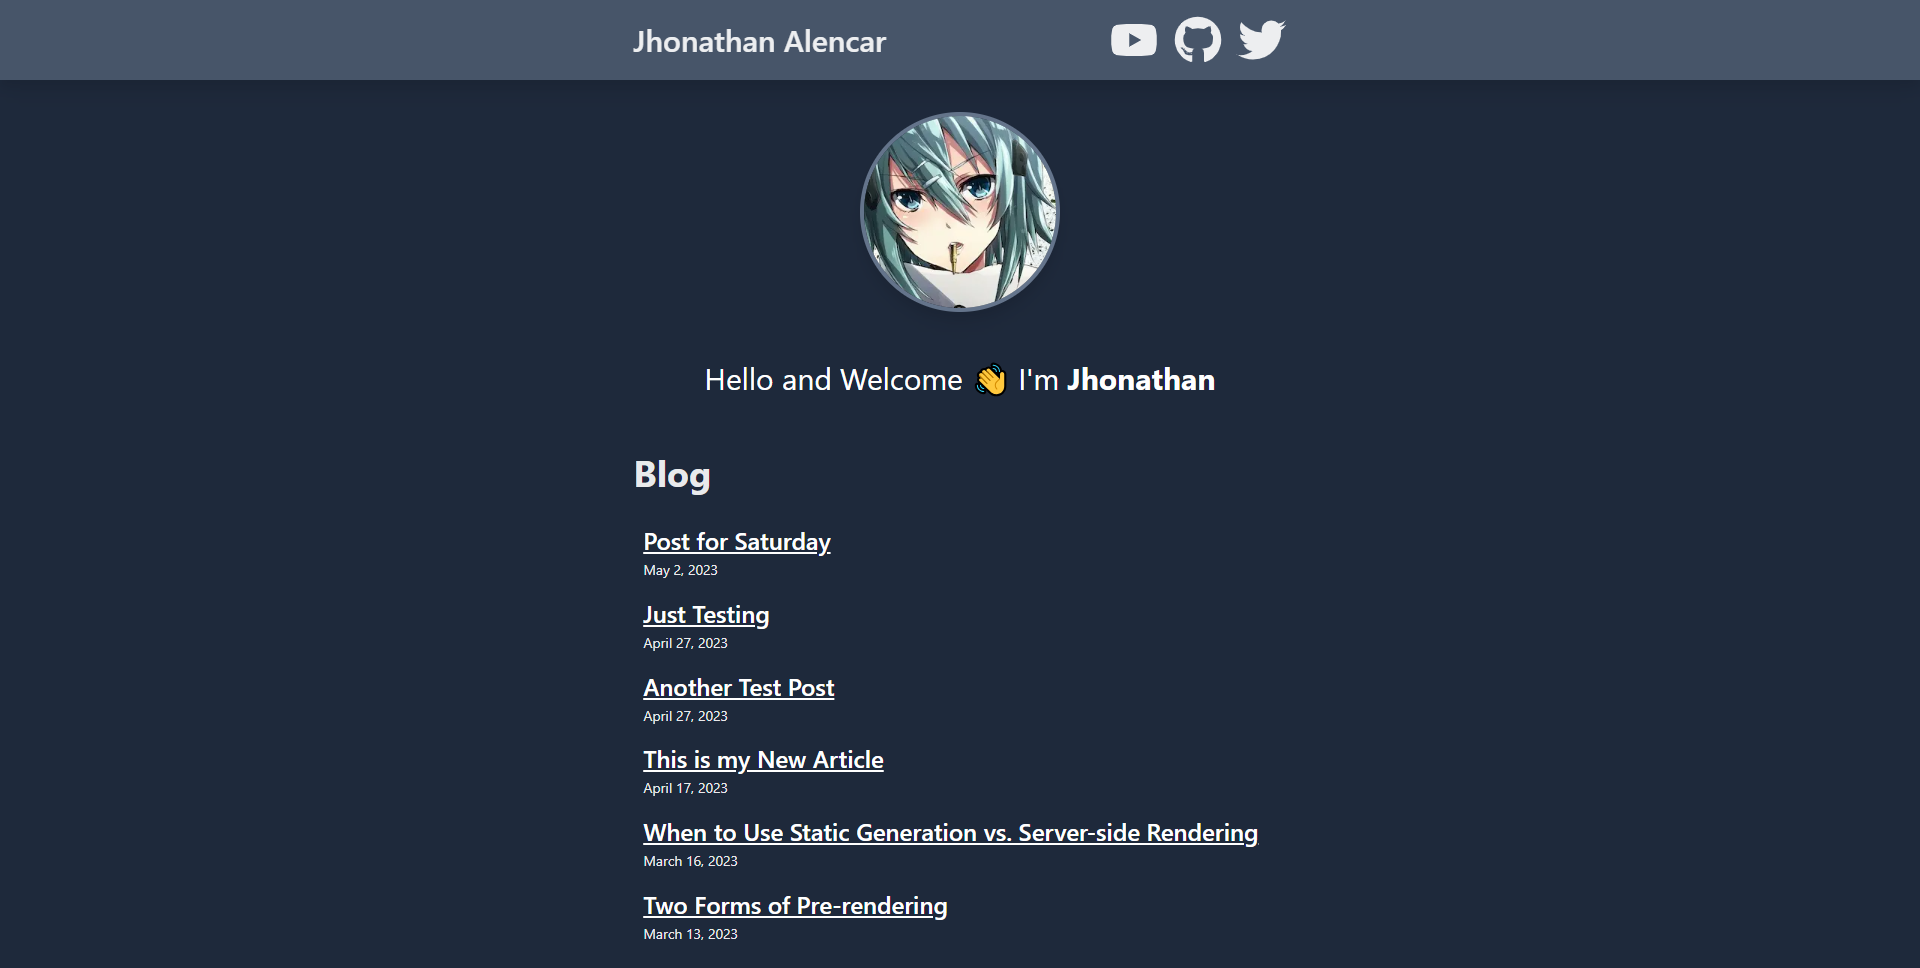 Jhonathan Alencar
Hello and Welcome 👋 I'm Jhonathan
Blog
Post for Saturday
May 2, 2023
Just Testing
April 27, 2023
Another Test Post
April 27, 2023
This is my New Article
April 17, 2023
When to Use Static Generation vs. Server-side Rendering
March 16, 2023
Two Forms of Pre-rendering
March 13, 2023